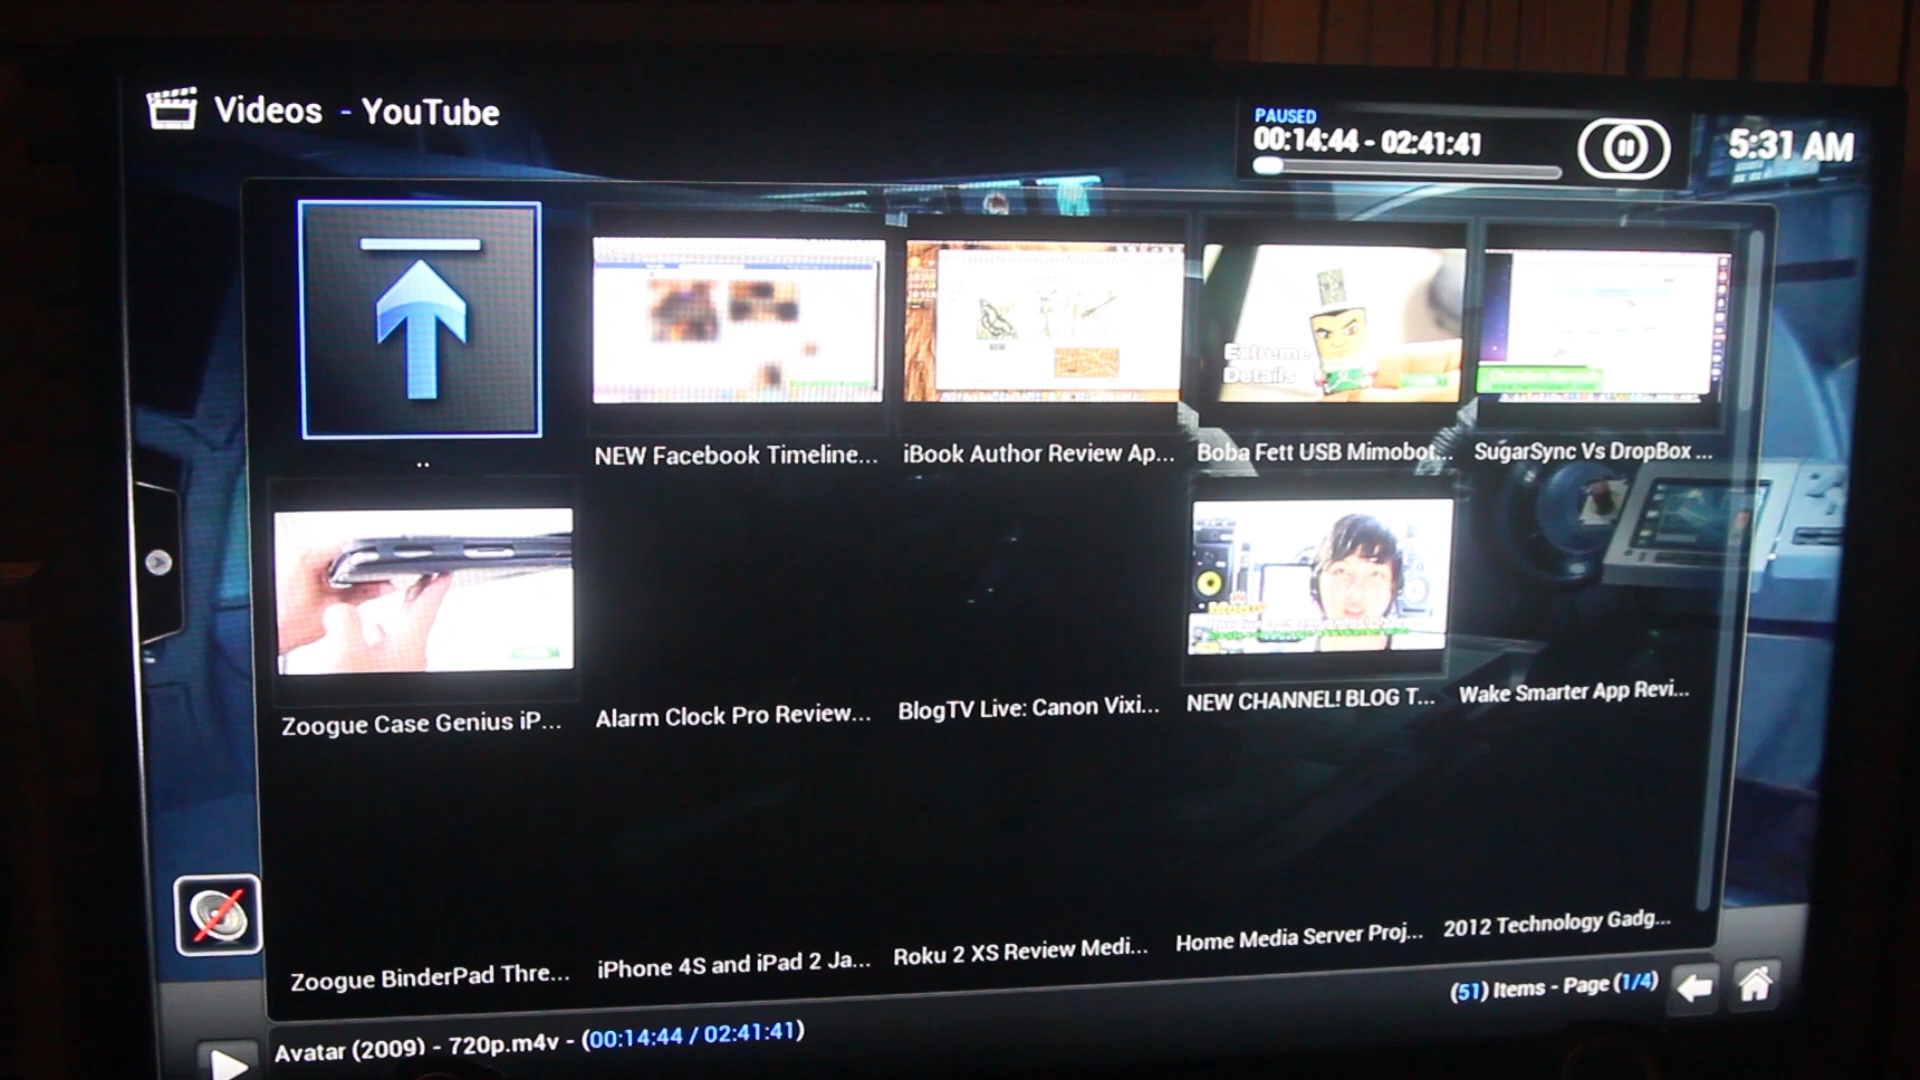 Videos - YouTube
PAUSED
00:14:44 - 02:41:41
5:31 AM
Extreme
Details
..
NEW Facebook Timeline...
iBook Author Review Ap...
Boba Fett USB Mimobot...
SugarSync Vs DropBox ...
Zoogue Case Genius iP...
Alarm Clock Pro Review...
BlogTV Live: Canon Vixi...
NEW CHANNEL! BLOG T...
Wake Smarter App Revi...
Zoogue BinderPad Thre...
iPhone 4S and iPad 2 Ja...
Roku 2 XS Review Medi...
Home Media Server Proj...
2012 Technology Gadg...
(51) Items - Page (1/4)
Avatar (2009) - 720p.m4v - (00:14:44 / 02:41:41)